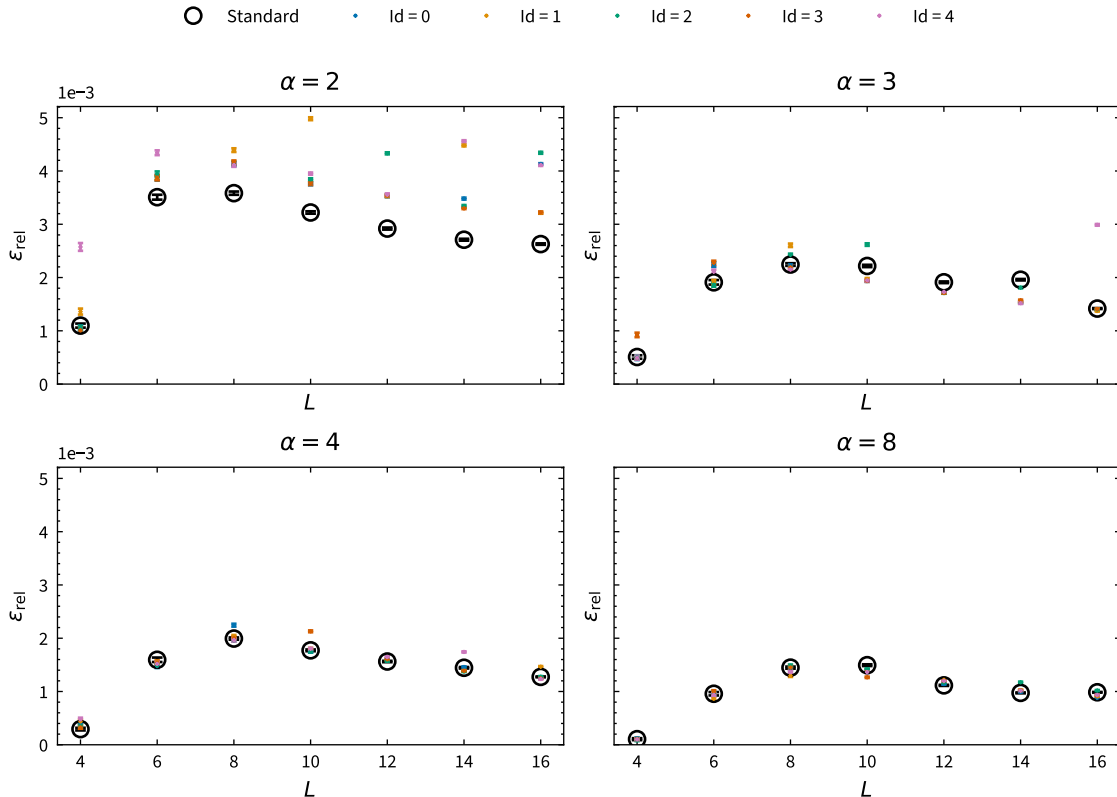 Standard Id = 0 Id = 1 Id = 2 Id = 3 Id = 4
α = 2
α = 3
1e−3
5
4
3
2
1
0
ε_rel
L
ε_rel
L
α = 4
α = 8
1e−3
5
4
3
2
1
0
ε_rel
4 6 8 10 12 14 16
L
ε_rel
4 6 8 10 12 14 16
L